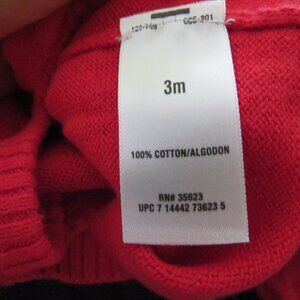 3m
100% COTTON/ALGODON
RN# 35623
UPC 7 14442 73623 5